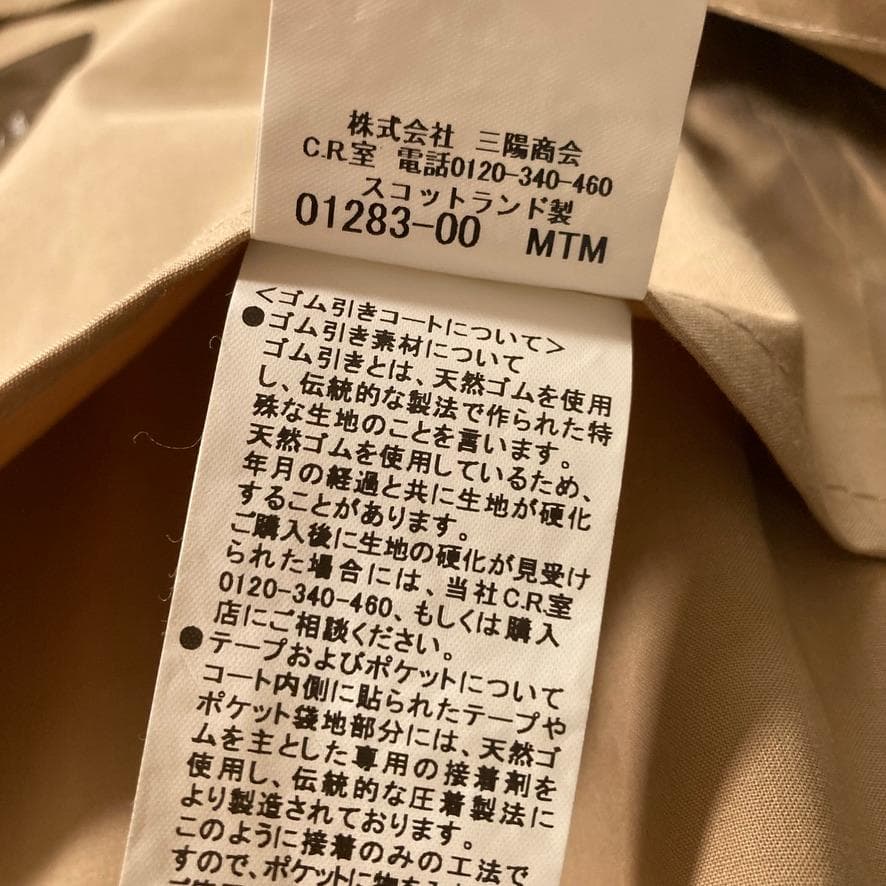 株式会社 三陽商会
C.R.室 電話0120-340-460
スコットランド製
01283-00 MTM
<ゴム引きコートについて>
●ゴム引き素材について
ゴム引きとは、天然ゴムを使用
し、伝統的な製法で作られた特
殊な生地のことを言います。
天然ゴムを使用しているため、
年月の経過と共に生地が硬化
することがあります。
ご購入後に生地の硬化が見受け
られた場合には、当社C.R.室
0120-340-460、もしくは購入
店にご相談ください。
●テープおよびポケットについて
コート内側に貼られたテープや
ポケット袋地部分には、天然ゴ
ムを主とした専用の接着剤を
使用し、伝統的な圧着製法に
より製造されております。
このように接着のみの工法で
すので、ポケットに物を